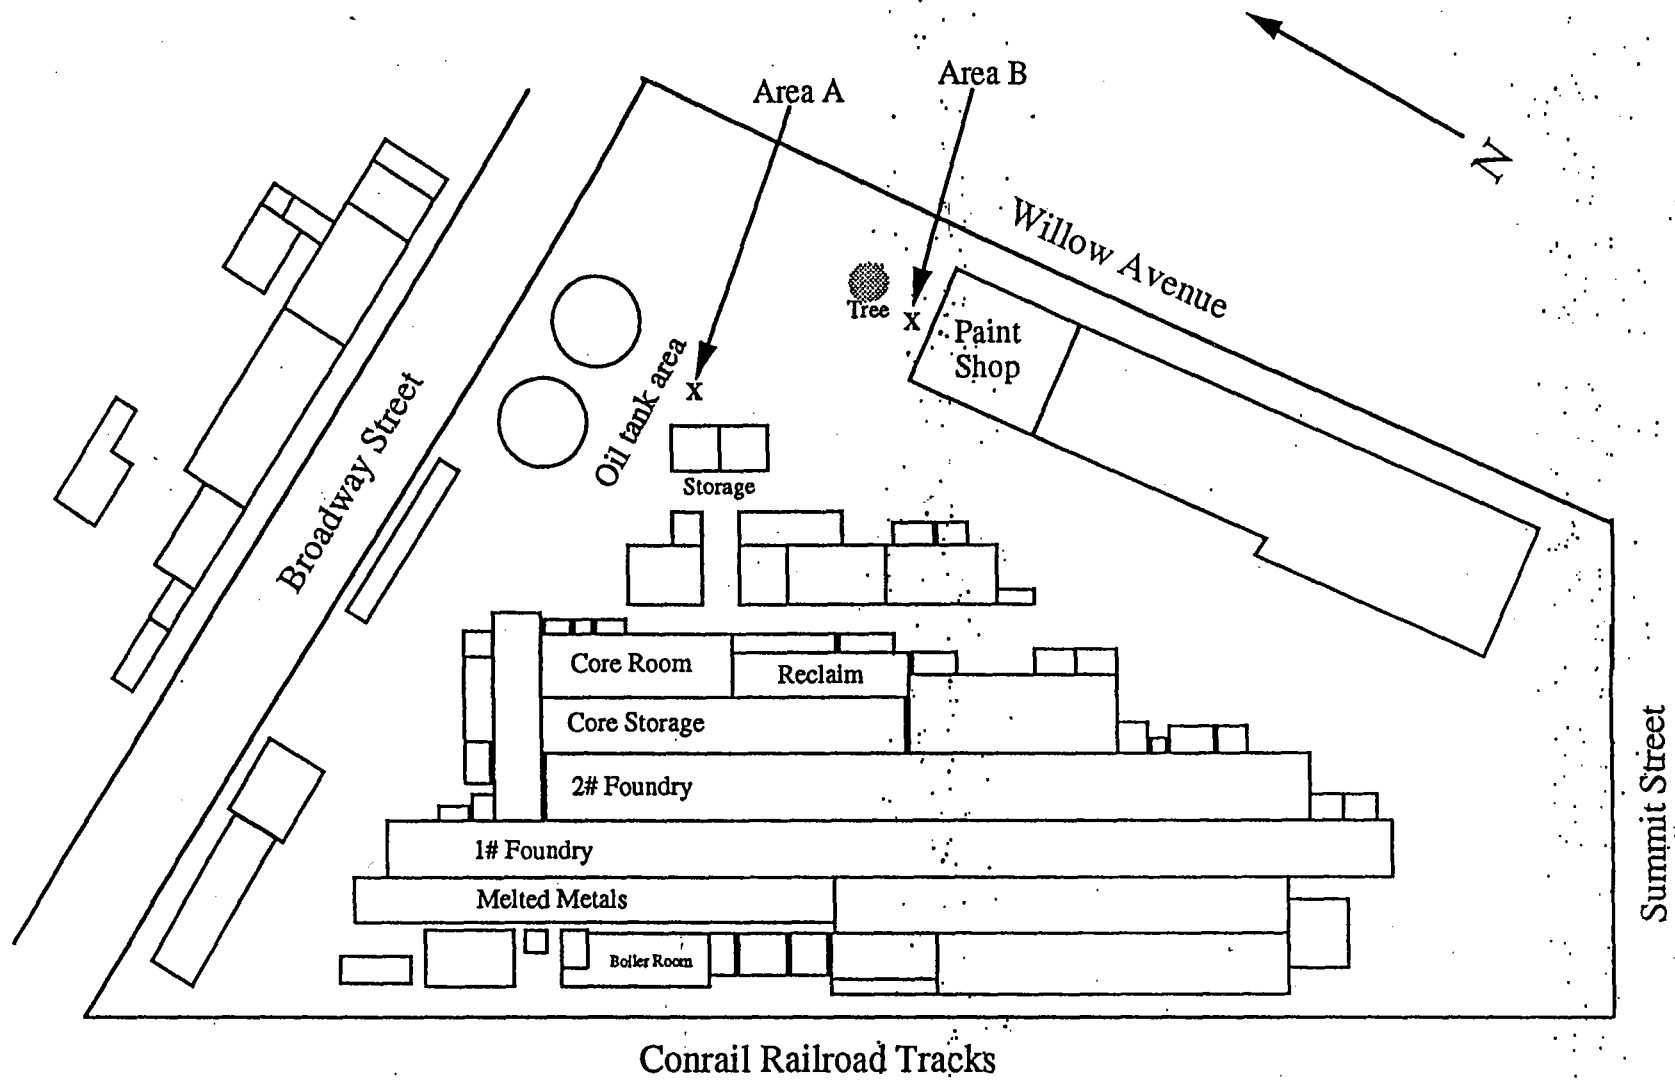 Area A
Area B
N
Willow Avenue
Tree
x
Paint
Shop
Oil tank area
x
Storage
Broadway Street
Core Room
Reclaim
Core Storage
2# Foundry
1# Foundry
Melted Metals
Boiler Room
Summit Street
Conrail Railroad Tracks